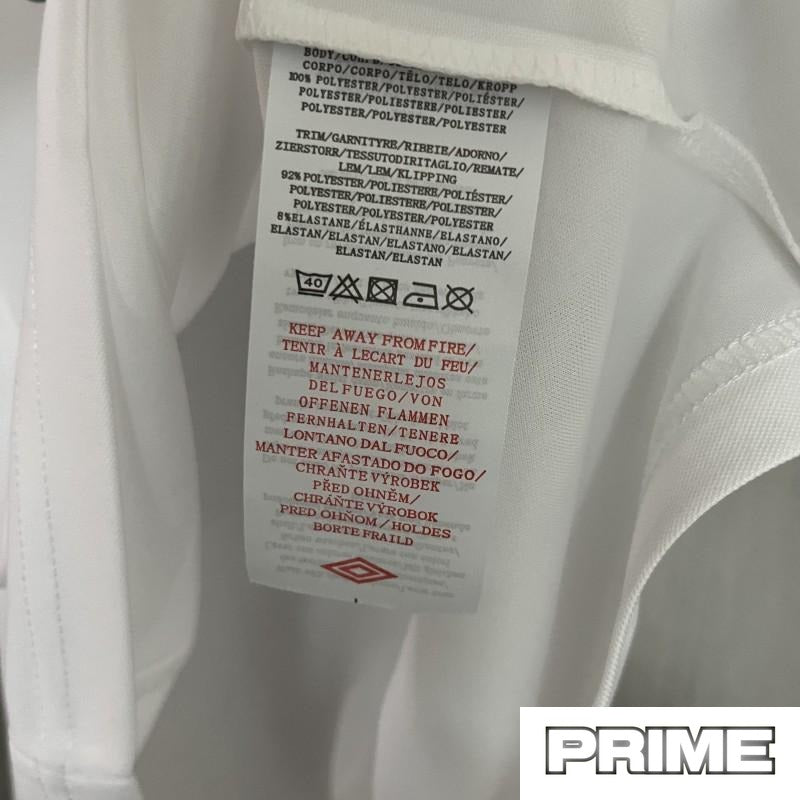 CORPO/CORPO/TĚLO/TELO/KROPP
100% POLYESTER/POLYESTER/POLIÉSTER/
POLYESTER/POLIESTERE/POLIESTER/
POLYESTER/POLYESTER/POLYESTER
TRIM/GARNITYRE/RIBEIE/ADORNO/
ZIERSTORR/TESSUTODIRITAGLIO/REMATE/
LEM/LEM/KLIPPING
92% POLYESTER/POLYESTER/POLIÉSTER/
POLYESTER/POLIESTERE/POLIESTER/
POLYESTER/POLYESTER/POLYESTER
8%ELASTANE/ÉLASTHANNE/ELASTANO/
ELASTAN/ELASTAN/ELASTANO/ELASTAN/
ELASTAN/ELASTAN
40
KEEP AWAY FROM FIRE/
TENIR À LECART DU FEU/
MANTENERLEJOS
DEL FUEGO/VON
OFFENEN FLAMMEN
FERNHALTEN/TENERE
LONTANO DAL FUOCO/
MANTER AFASTADO DO FOGO/
CHRAŇTE VÝROBEK
PŘED OHNĚM/
CHRÁŇTE VÝROBOK
PRED OHŇOM/HOLDES
BORTE FRAILD
PRIME